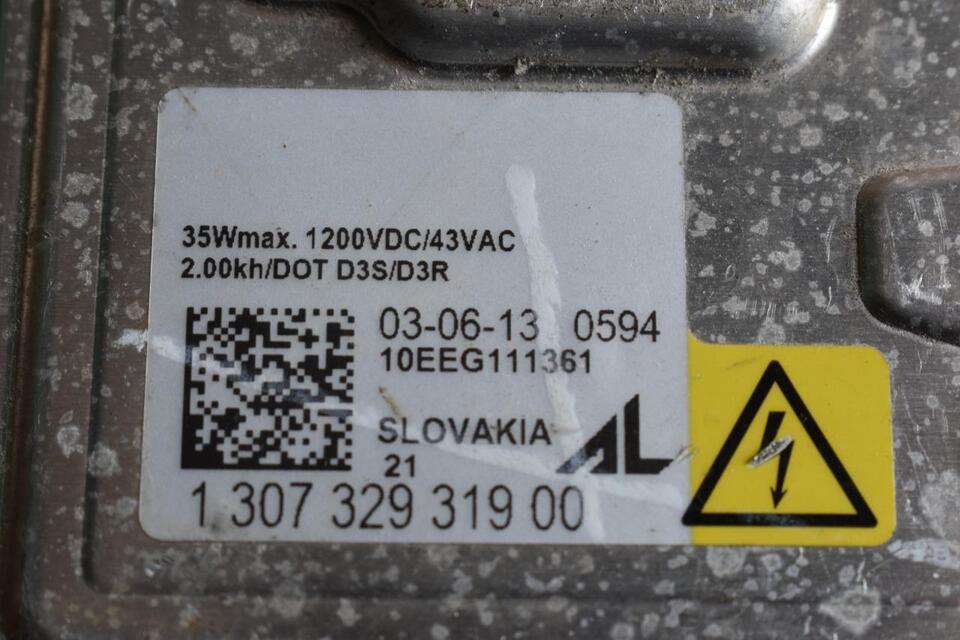 35Wmax. 1200VDC/43VAC
2.00kh/DOT D3S/D3R
03-06-13 0594
10EEG111361
SLOVAKIA
AL
21
1 307 329 319 00